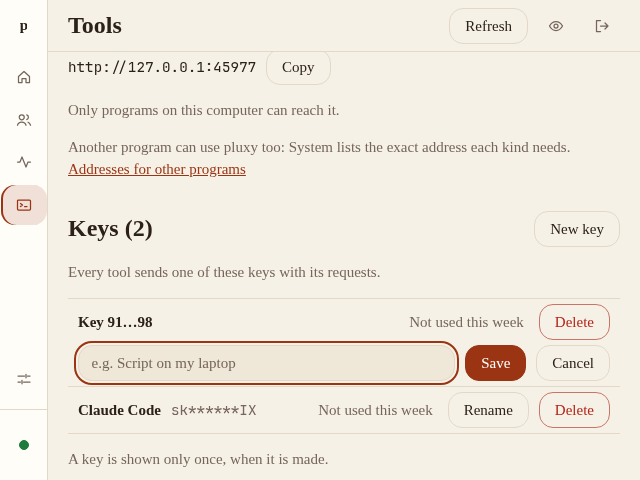 p
Tools
Refresh
http://127.0.0.1:45977
Copy
Only programs on this computer can reach it.
Another program can use pluxy too: System lists the exact address each kind needs.
Addresses for other programs
Keys (2)
New key
Every tool sends one of these keys with its requests.
Key 91…98
Not used this week
Delete
e.g. Script on my laptop
Save
Cancel
Claude Code sk******IX
Not used this week
Rename
Delete
A key is shown only once, when it is made.